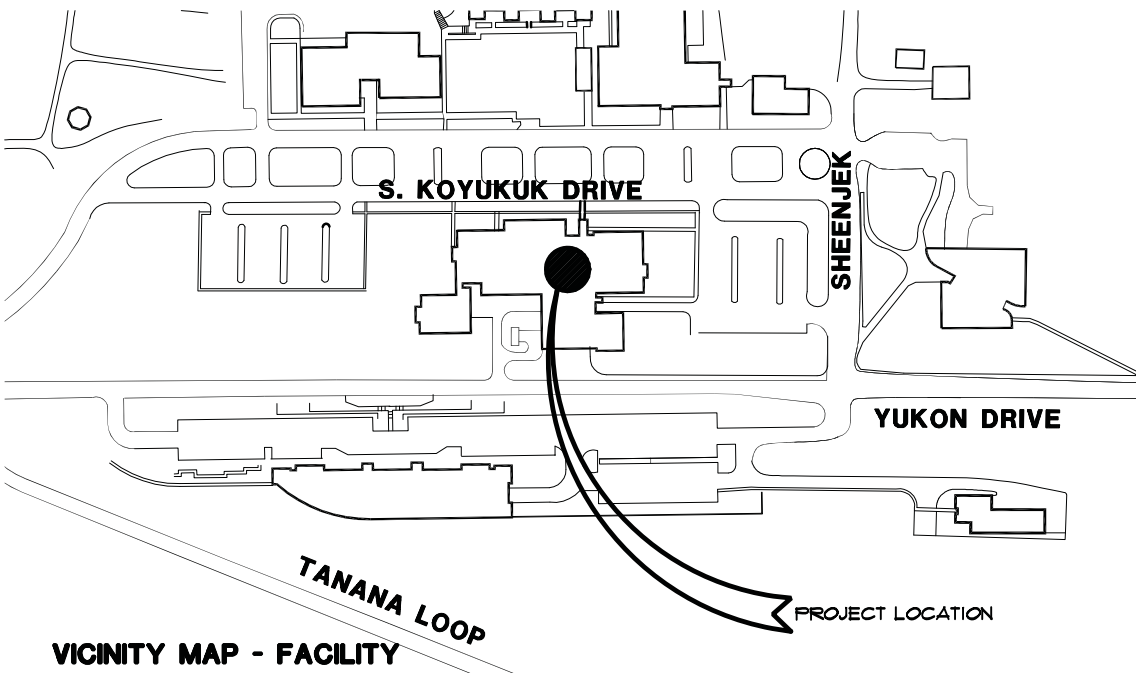 S. KOYUKUK DRIVE
SHEENJEK
YUKON DRIVE
TANANA LOOP
PROJECT LOCATION
VICINITY MAP - FACILITY